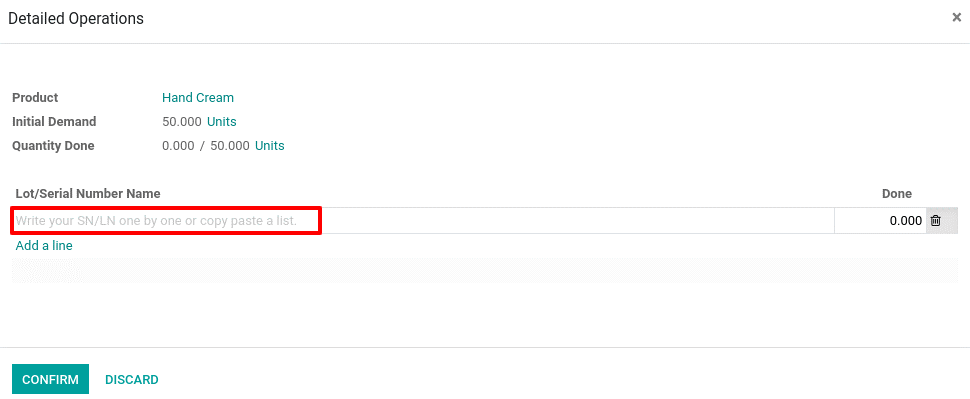 Detailed Operations ×
Product Hand Cream
Initial Demand 50.000 Units
Quantity Done 0.000 / 50.000 Units
Lot/Serial Number Name Done
Write your SN/LN one by one or copy paste a list. 0.000
Add a line
CONFIRM DISCARD